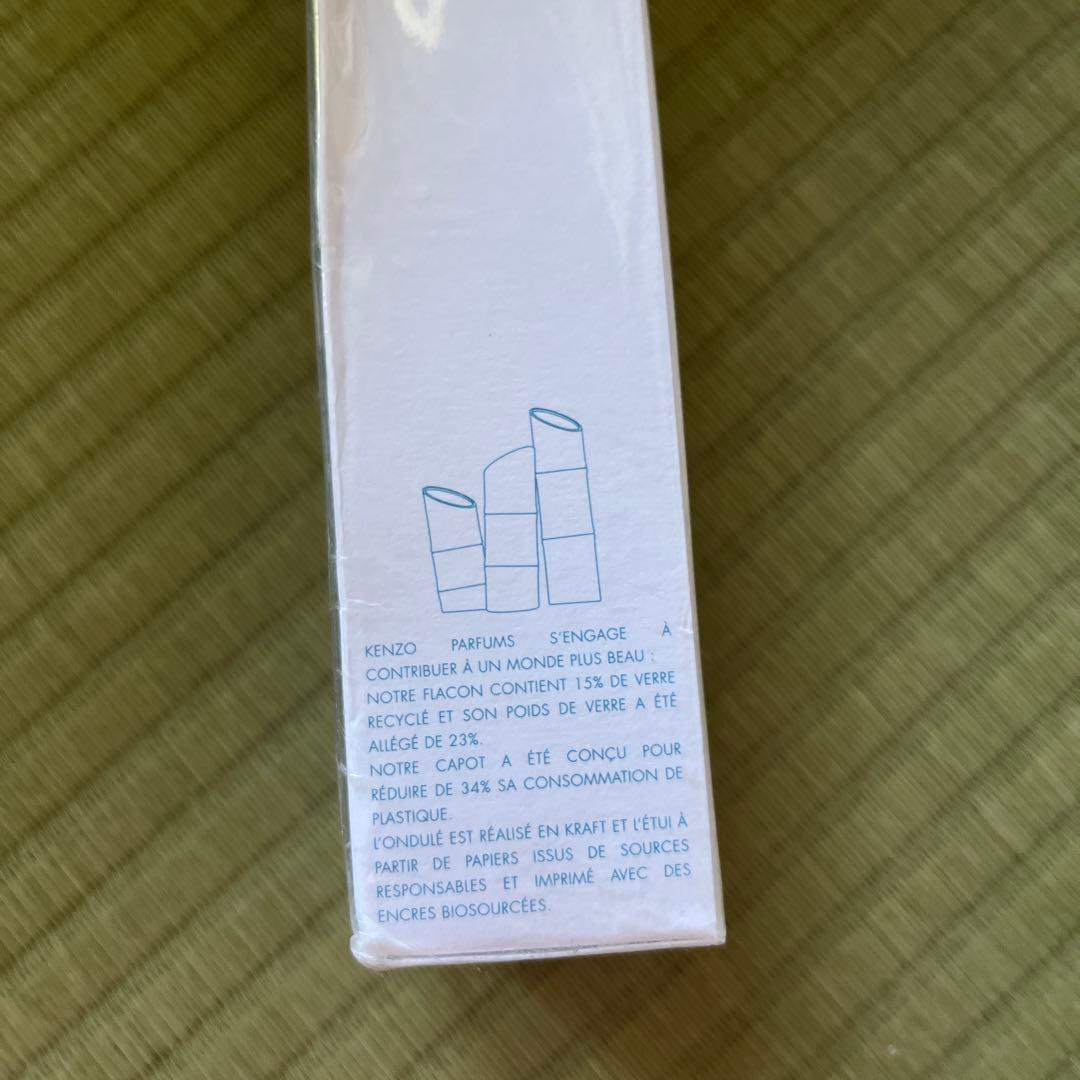 KENZO PARFUMS S'ENGAGE À
CONTRIBUER À UN MONDE PLUS BEAU :
NOTRE FLACON CONTIENT 15% DE VERRE
RECYCLÉ ET SON POIDS DE VERRE A ÉTÉ
ALLÉGÉ DE 23%.
NOTRE CAPOT A ÉTÉ CONÇU POUR
RÉDUIRE DE 34% SA CONSOMMATION DE
PLASTIQUE.
L'ONDULÉ EST RÉALISÉ EN KRAFT ET L'ÉTUI À
PARTIR DE PAPIERS ISSUS DE SOURCES
RESPONSABLES ET IMPRIMÉ AVEC DES
ENCRES BIOSOURCÉES.